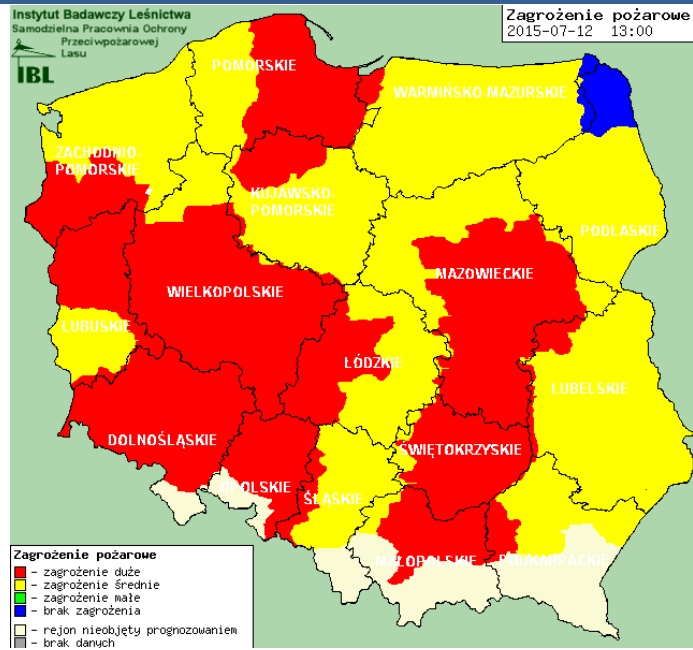 Instytut Badawczy Leśnictwa
Samodzielna Pracownia Ochrony
Przeciwpożarowej
Lasu
IBL
Zagrożenie pożarowe
2015-07-12 13:00
POMORSKIE
WARMIŃSKO-MAZURSKIE
ZACHODNIO-
POMORSKIE
KUJAWSKO-
POMORSKIE
PODLASKIE
MAZOWIECKIE
WIELKOPOLSKIE
LUBUSKIE
ŁÓDZKIE
LUBELSKIE
DOLNOŚLĄSKIE
ŚWIĘTOKRZYSKIE
OPOLSKIE
ŚLĄSKIE
MAŁOPOLSKIE
PODKARPACKIE
Zagrożenie pożarowe
- zagrożenie duże
- zagrożenie średnie
- zagrożenie małe
- brak zagrożenia
- rejon nieobjęty prognozowaniem
- brak danych